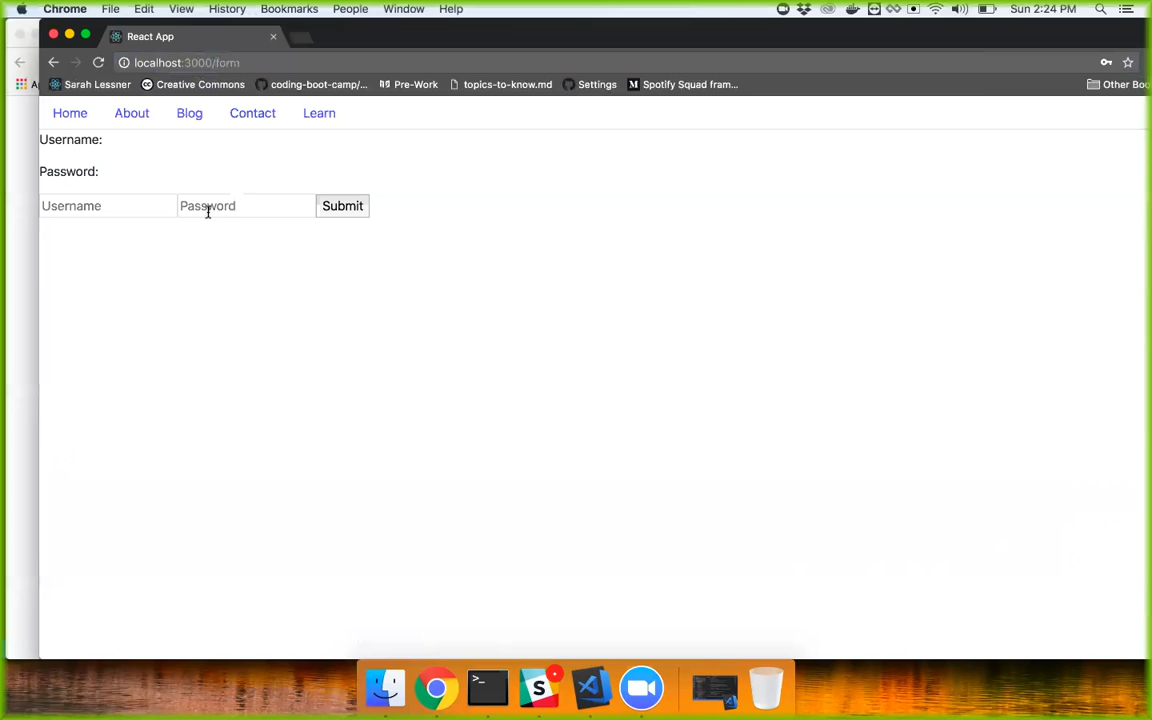 Chrome File Edit View History Bookmarks People Window Help Sun 2:24 PM
React App
localhost:3000/form
Sarah Lessner Creative Commons coding-boot-camp/... Pre-Work topics-to-know.md Settings Spotify Squad fram... Other Boo
Home About Blog Contact Learn
Username:
Password:
Username Password Submit